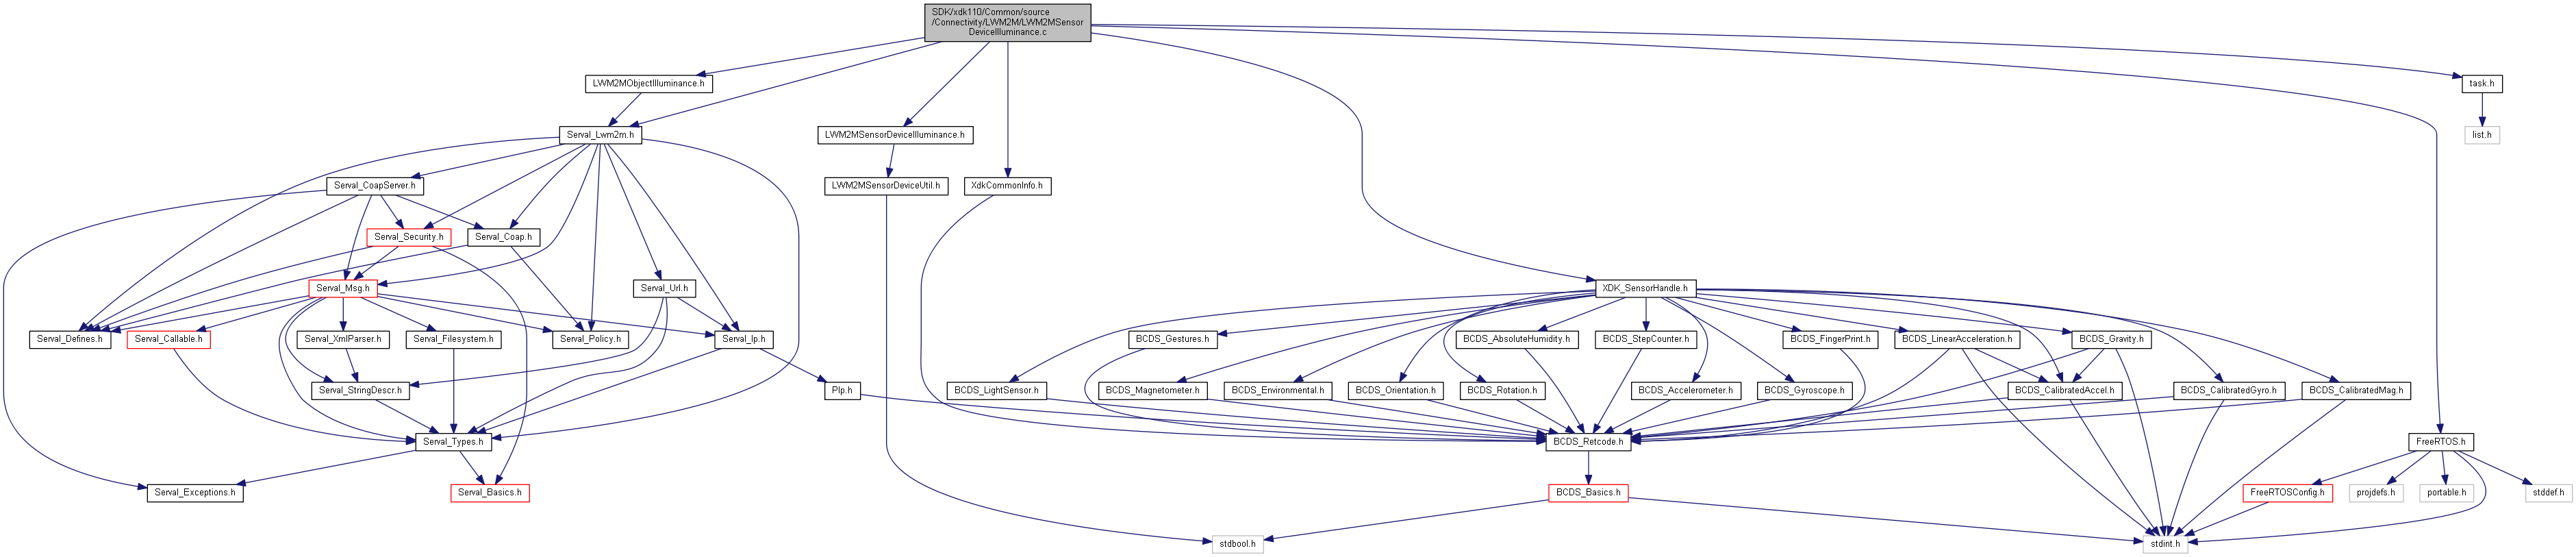 SDK/xdk110/Common/source
/Connectivity/LWM2M/LWM2MSensor
DeviceIlluminance.c
LWM2MObjectIlluminance.h
task.h
Serval_Lwm2m.h
LWM2MSensorDeviceIlluminance.h
list.h
Serval_CoapServer.h
LWM2MSensorDeviceUtil.h
XdkCommonInfo.h
Serval_Security.h
Serval_Coap.h
Serval_Msg.h
Serval_Url.h
XDK_SensorHandle.h
Serval_Defines.h
Serval_Callable.h
Serval_XmlParser.h
Serval_Filesystem.h
Serval_Policy.h
Serval_Ip.h
BCDS_Gestures.h
BCDS_AbsoluteHumidity.h
BCDS_StepCounter.h
BCDS_FingerPrint.h
BCDS_LinearAcceleration.h
BCDS_Gravity.h
Serval_StringDescr.h
PIp.h
BCDS_LightSensor.h
BCDS_Magnetometer.h
BCDS_Environmental.h
BCDS_Orientation.h
BCDS_Rotation.h
BCDS_Accelerometer.h
BCDS_Gyroscope.h
BCDS_CalibratedAccel.h
BCDS_CalibratedGyro.h
BCDS_CalibratedMag.h
Serval_Types.h
BCDS_Retcode.h
FreeRTOS.h
Serval_Exceptions.h
Serval_Basics.h
BCDS_Basics.h
FreeRTOSConfig.h
projdefs.h
portable.h
stddef.h
stdbool.h
stdint.h